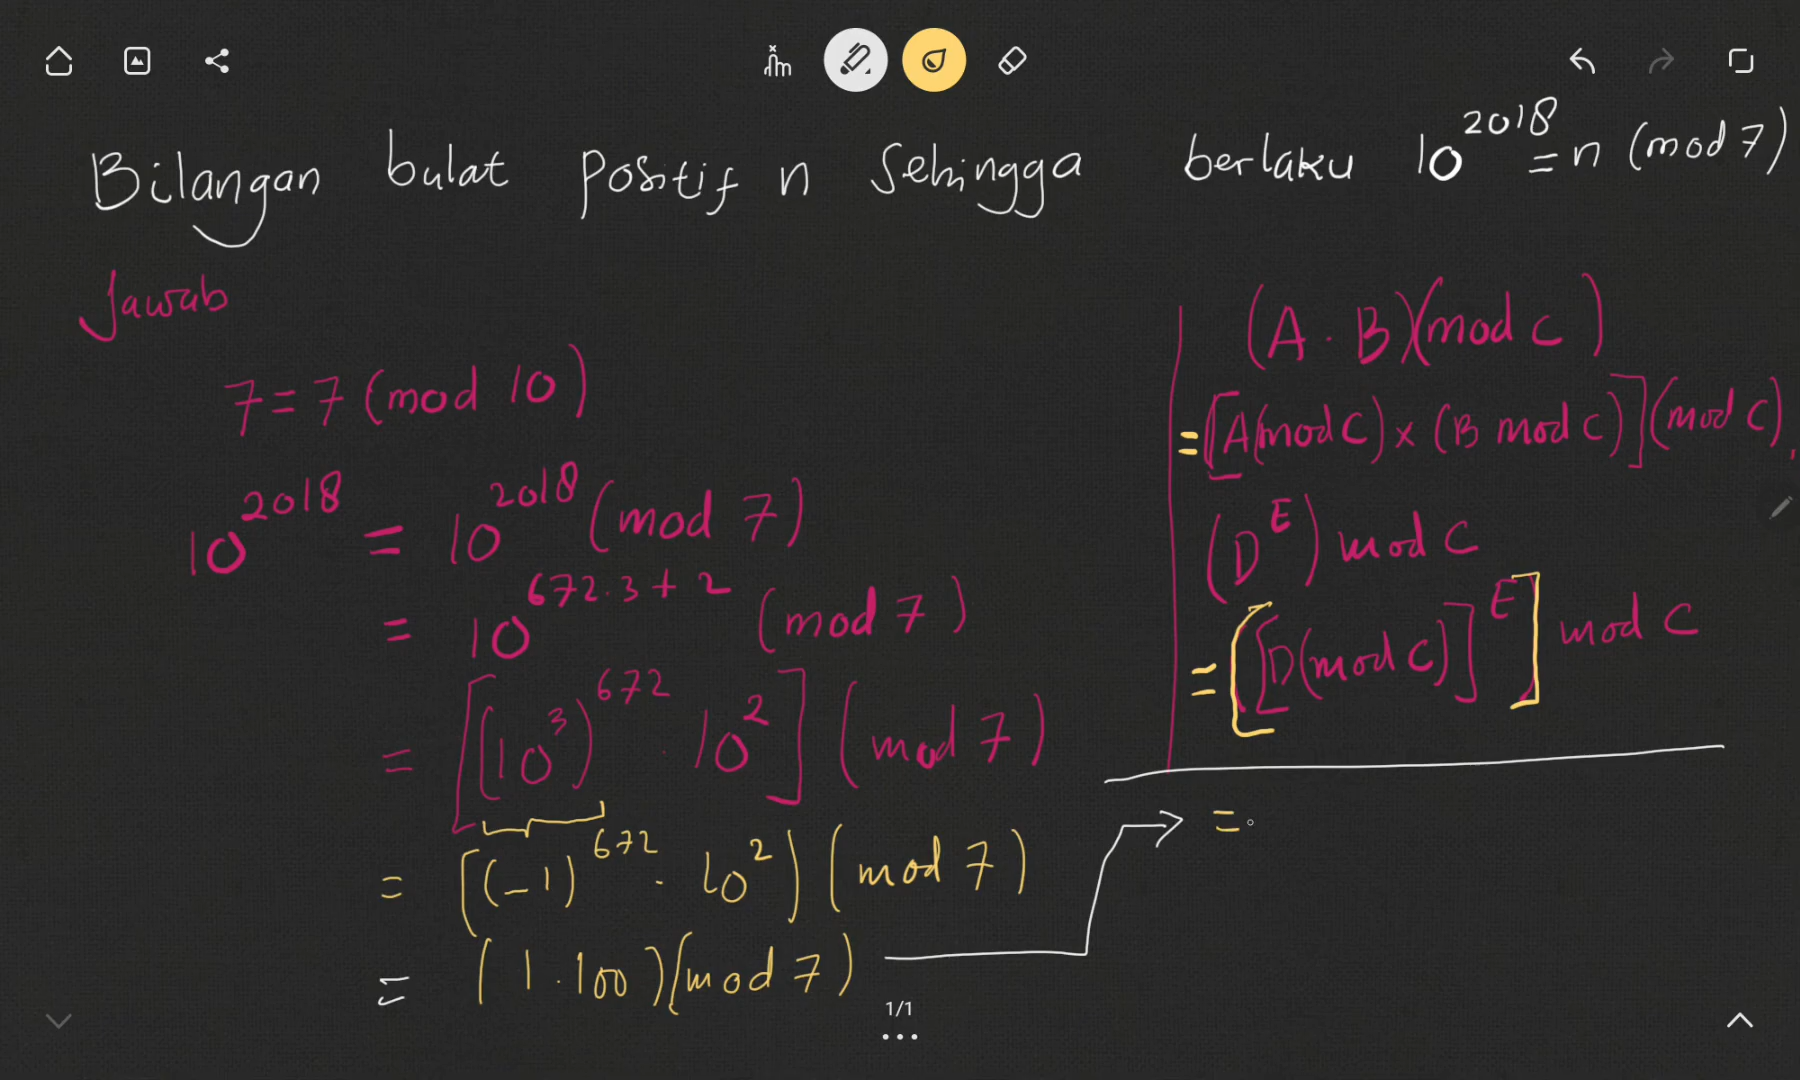 Bilangan bulat positif n sehingga berlaku 10^2018 = n (mod 7)
Jawab
7 = 7 (mod 10)
10^2018 = 10^2018 (mod 7)
= 10^672.3+2 (mod 7)
= [(10^3)^672 . 10^2] (mod 7)
= [(-1)^672 . 10^2) (mod 7)
= (1.100)(mod 7)
(A . B)(mod C)
= [A(mod C) x (B mod C)](mod C),
(D^E) mod C
= [[D(mod C)]^E] mod C
=
1/1